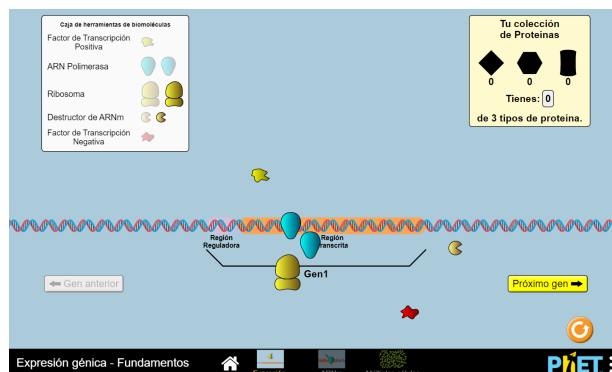 Caja de herramientas de biomoléculas
Factor de Transcripción
Positiva
ARN Polimerasa
Ribosoma
Destructor de ARNm
Factor de Transcripción
Negativa
Tu colección
de Proteínas
0 0 0
Tienes: 0
de 3 tipos de proteína.
Región
Reguladora
Región
Transcrita
Gen1
Gen anterior
Próximo gen
Expresión génica - Fundamentos
PhET